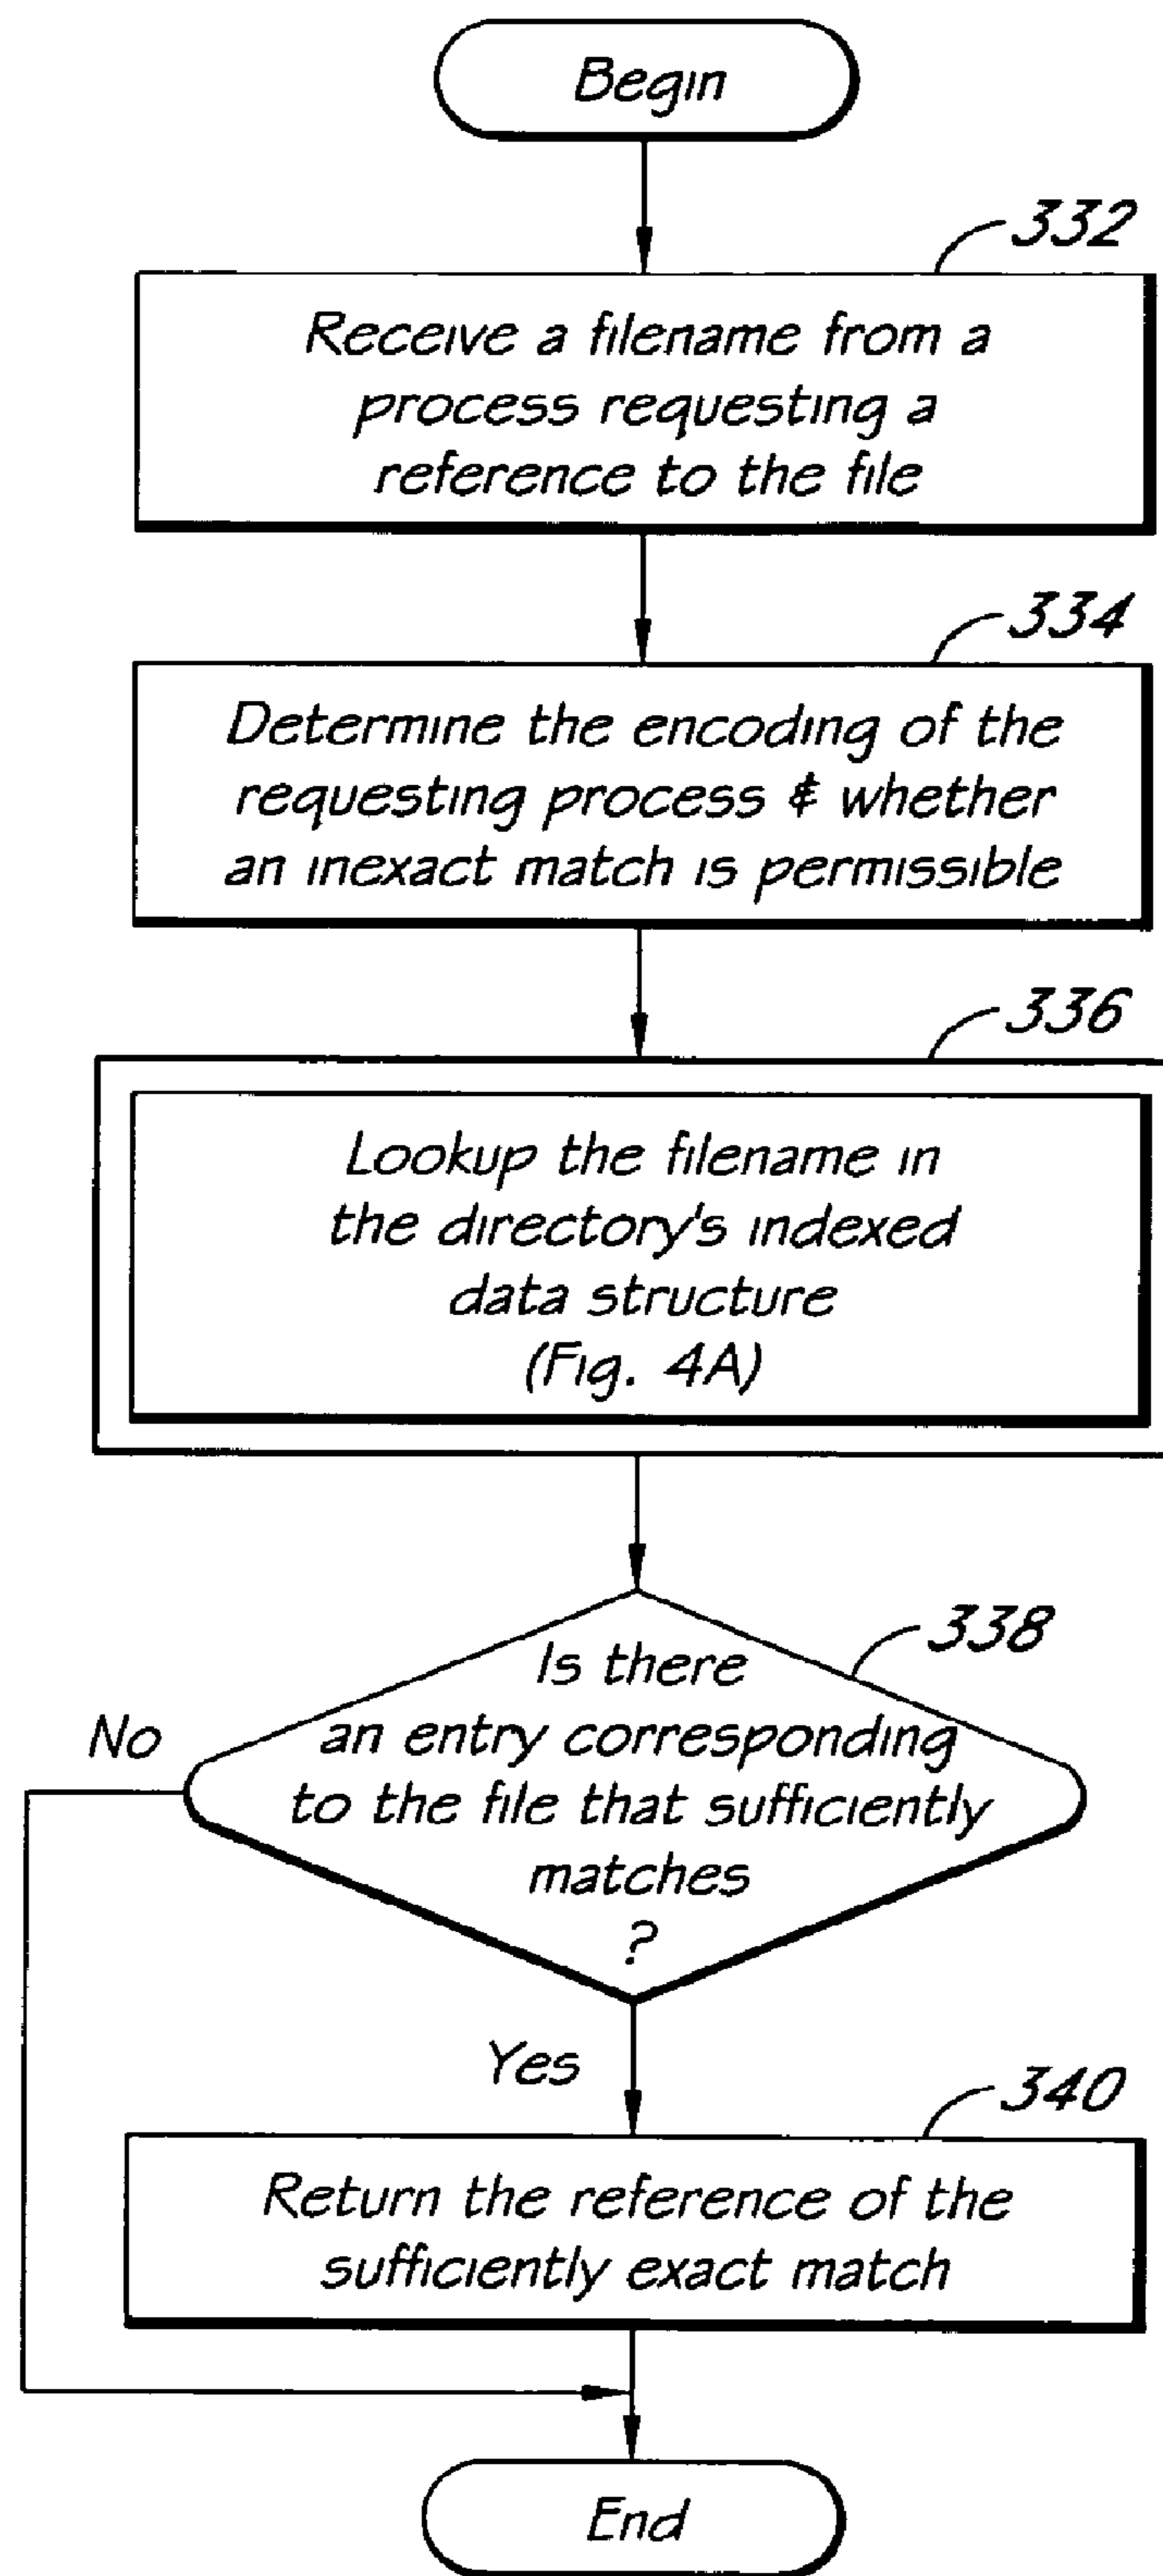 Begin
332
Receive a filename from a
process requesting a
reference to the file
334
Determine the encoding of the
requesting process & whether
an inexact match is permissible
336
Lookup the filename in
the directory's indexed
data structure
(Fig. 4A)
338
Is there
an entry corresponding
to the file that sufficiently
matches
?
No
Yes
340
Return the reference of the
sufficiently exact match
End